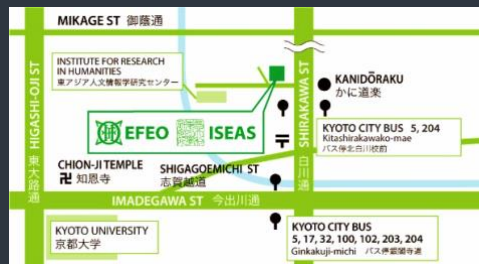 MIKAGE ST 御蔭通
INSTITUTE FOR RESEARCH
IN HUMANITIES
東アジア人文情報学研究センター
HIGASHI-OJI ST 東大路通
EFEO ISEAS
SHIRAKAWA ST 白川通
KANIDŌRAKU
かに道楽
KYOTO CITY BUS 5, 204
Kitashirakawako-mae
バス停北白川校前
CHION-JI TEMPLE
卍 知恩寺
SHIGAGOEMICHI ST
志賀越道
〒
IMADEGAWA ST 今出川通
KYOTO UNIVERSITY
京都大学
KYOTO CITY BUS
5, 17, 32, 100, 102, 203, 204
Ginkakuji-michi バス停銀閣寺道